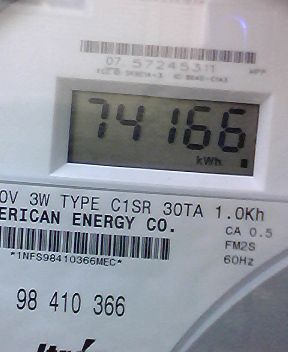 07 57245311
74166
kWh
0V 3W TYPE C1SR 30TA 1.0Kh
ERICAN ENERGY CO.
CA 0.5
FM2S
*1NFS98410366MEC*
60Hz
98 410 366